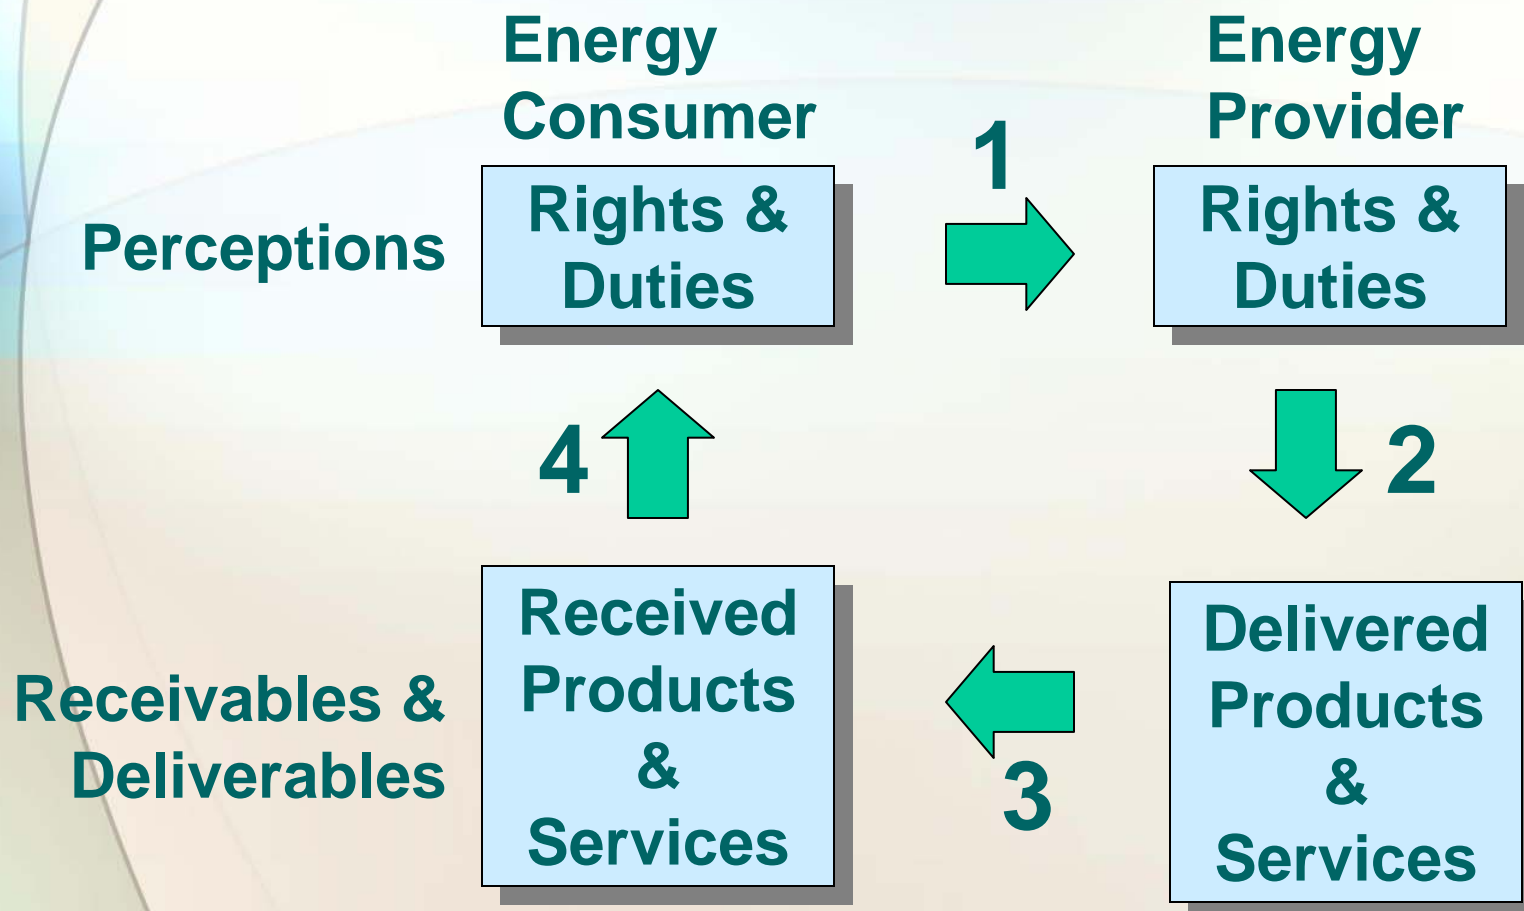 Energy
Consumer
Energy
Provider
1
Perceptions
Rights &
Duties
Rights &
Duties
4
2
Receivables &
Deliverables
Received
Products
&
Services
3
Delivered
Products
&
Services